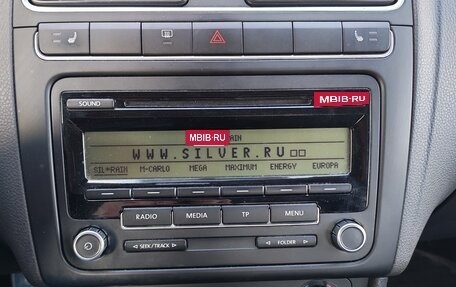 SOUND
MBIB·RU
MBIB·RU
AIN
WWW.SILVER.RU
SIL*RAIN M-CARLO MEGA MAXIMUM ENERGY EUROPA
RADIO MEDIA TP MENU
SEEK/TRACK FOLDER